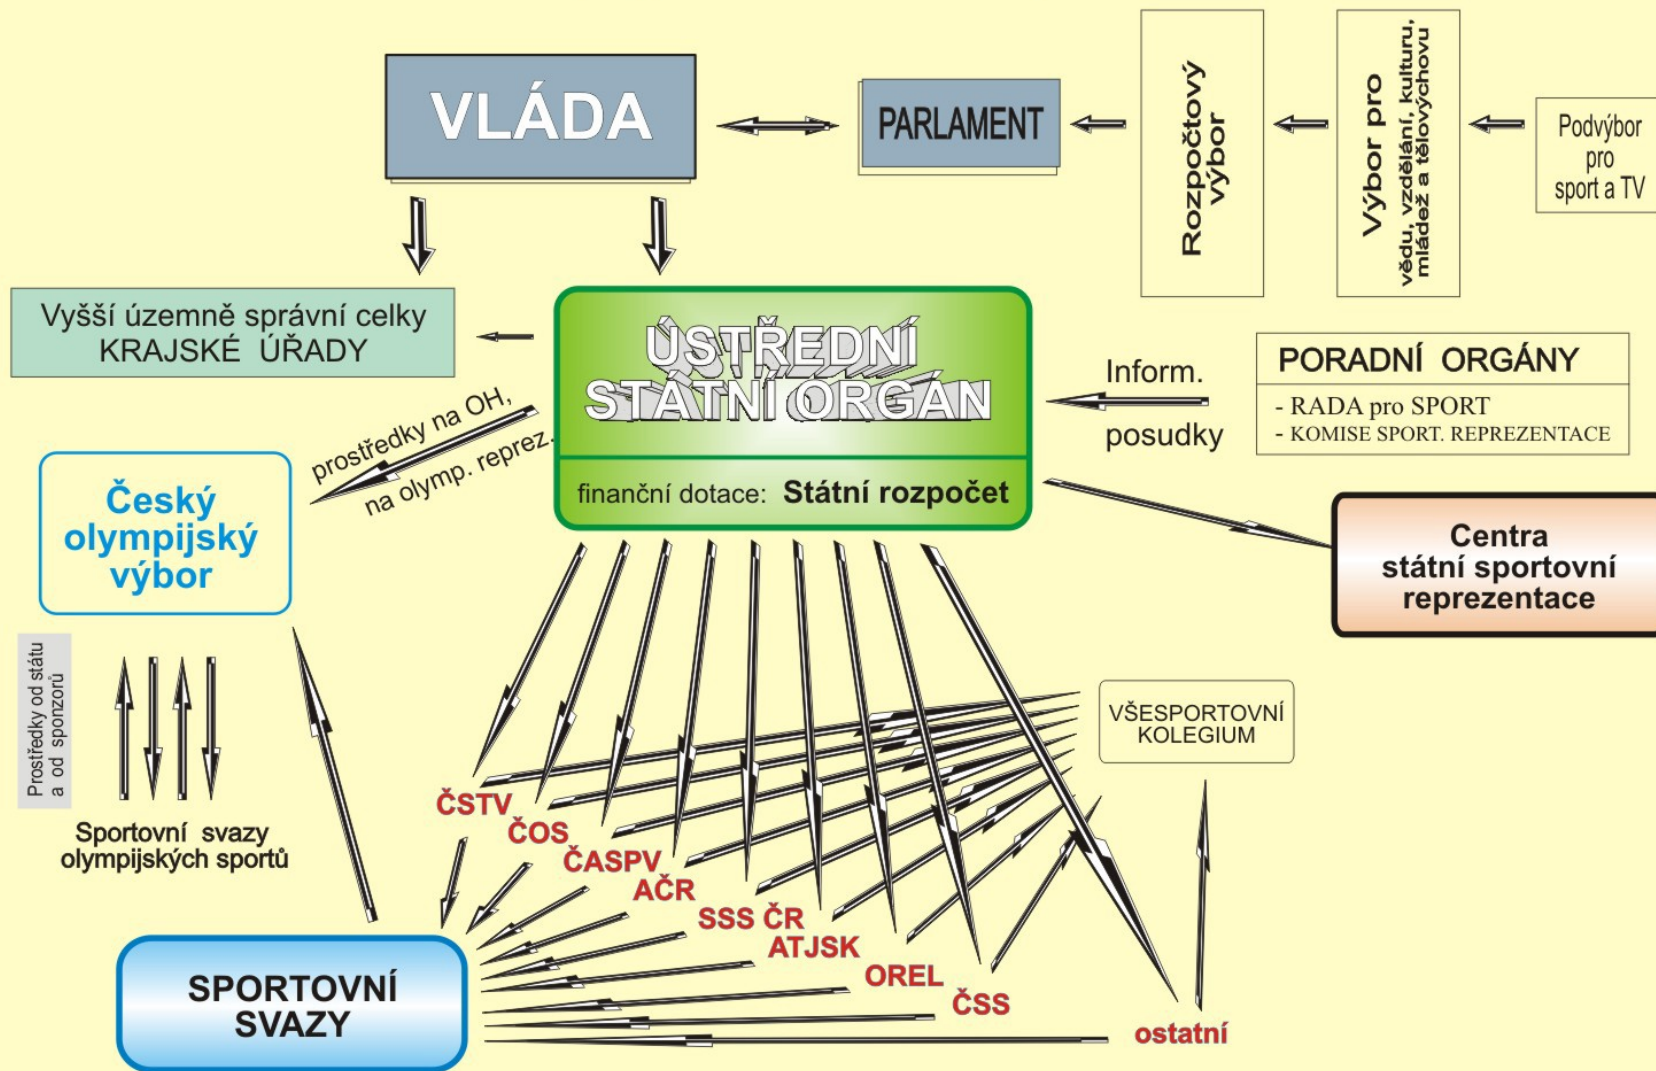 VLÁDA
PARLAMENT
Rozpočtový
výbor
Výbor pro
vědu, vzdělání, kulturu,
mládež a tělovýchovu
Podvýbor
pro
sport a TV
Vyšší územně správní celky
KRAJSKÉ ÚŘADY
ÚSTŘEDNÍ
STÁTNÍ ORGÁN
finanční dotace: Státní rozpočet
Inform.
posudky
PORADNÍ ORGÁNY
- RADA pro SPORT
- KOMISE SPORT. REPREZENTACE
prostředky na OH,
na olymp. reprez.
Český
olympijský
výbor
Centra
státní sportovní
reprezentace
Prostředky od státu
a od sponzorů
VŠESPORTOVNÍ
KOLEGIUM
Sportovní svazy
olympijských sportů
ČSTV
ČOS
ČASPV
AČR
SSS ČR
ATJSK
OREL
ČSS
ostatní
SPORTOVNÍ
SVAZY